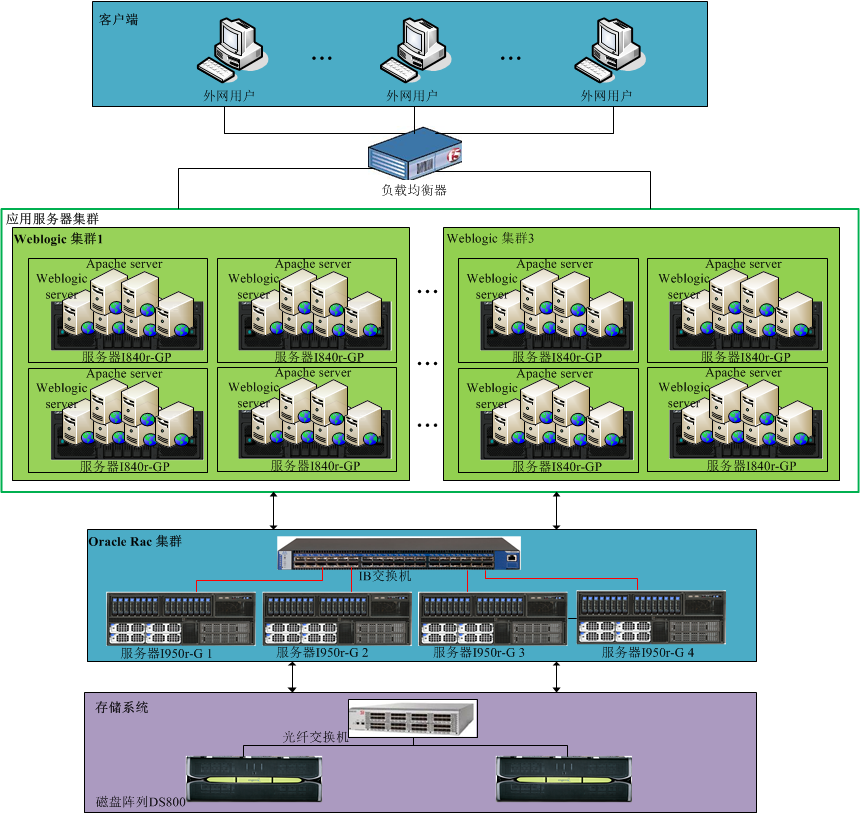 客户端
...
...
外网用户
外网用户
外网用户
负载均衡器
应用服务器集群
Weblogic 集群1
Apache server
Weblogic
server
服务器I840r-GP
Apache server
Weblogic
server
服务器I840r-GP
Apache server
Weblogic
server
服务器I840r-GP
Apache server
Weblogic
server
服务器I840r-GP
...
...
...
Weblogic 集群3
Apache server
Weblogic
server
服务器I840r-GP
Apache server
Weblogic
server
服务器I840r-GP
Apache server
Weblogic
server
服务器I840r-GP
Apache server
Weblogic
server
服务器I840r-GP
Oracle Rac 集群
IB交换机
服务器I950r-G 1
服务器I950r-G 2
服务器I950r-G 3
服务器I950r-G 4
存储系统
光纤交换机
磁盘阵列DS800